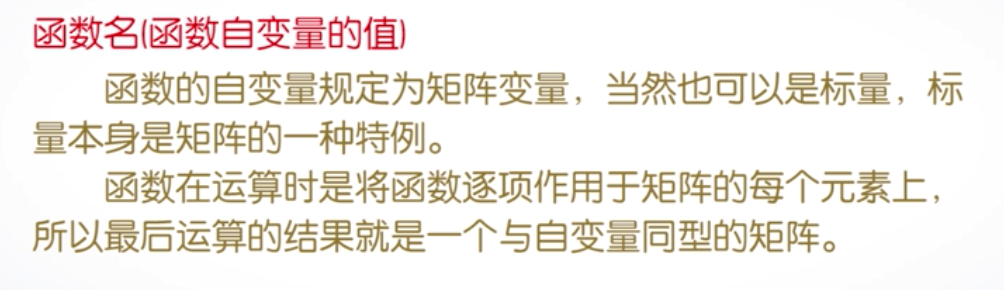 函数名(函数自变量的值)
函数的自变量规定为矩阵变量，当然也可以是标量，标
量本身是矩阵的一种特例。
函数在运算时是将函数逐项作用于矩阵的每个元素上，
所以最后运算的结果就是一个与自变量同型的矩阵。